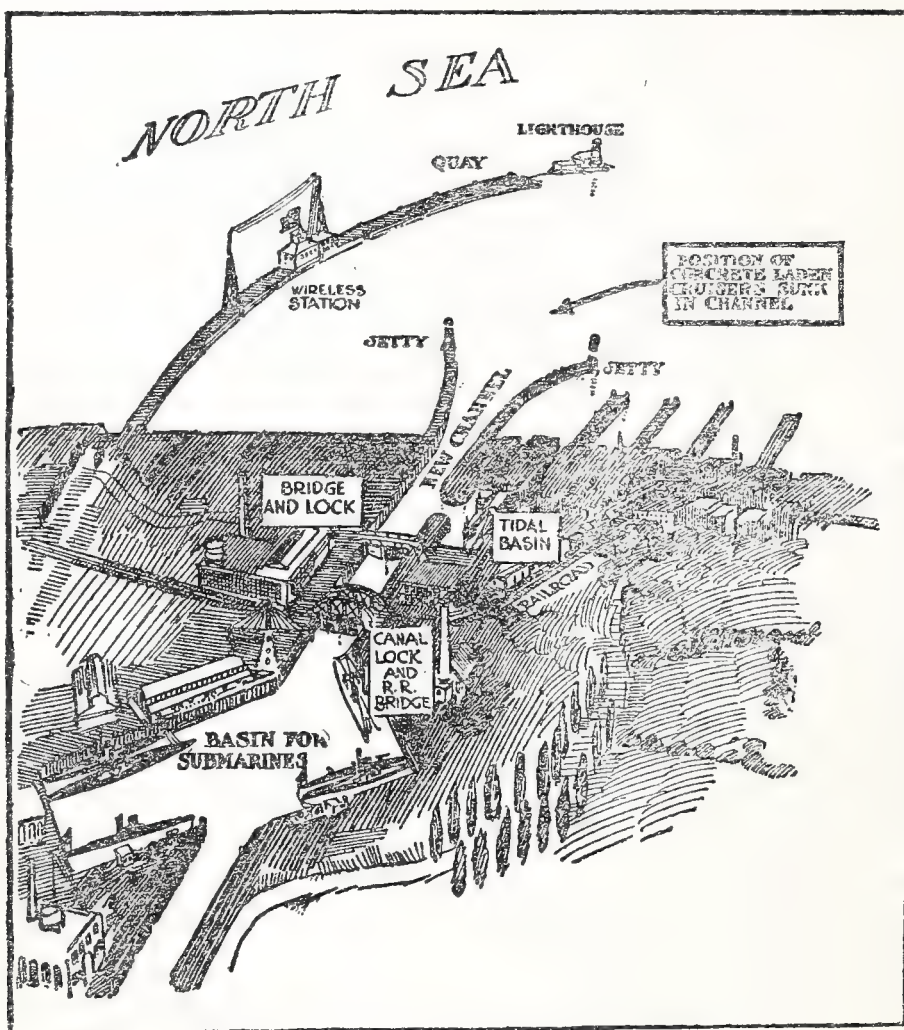 NORTH SEA
LIGHTHOUSE
QUAY
WIRELESS
STATION
POSITION OF
CONCRETE LADEN
CRUISERS SUNK
IN CHANNEL
JETTY
JETTY
NEW CHANNEL
BRIDGE
AND LOCK
TIDAL
BASIN
RAILROAD
CANAL
LOCK
AND
R.R.
BRIDGE
BASIN FOR
SUBMARINES